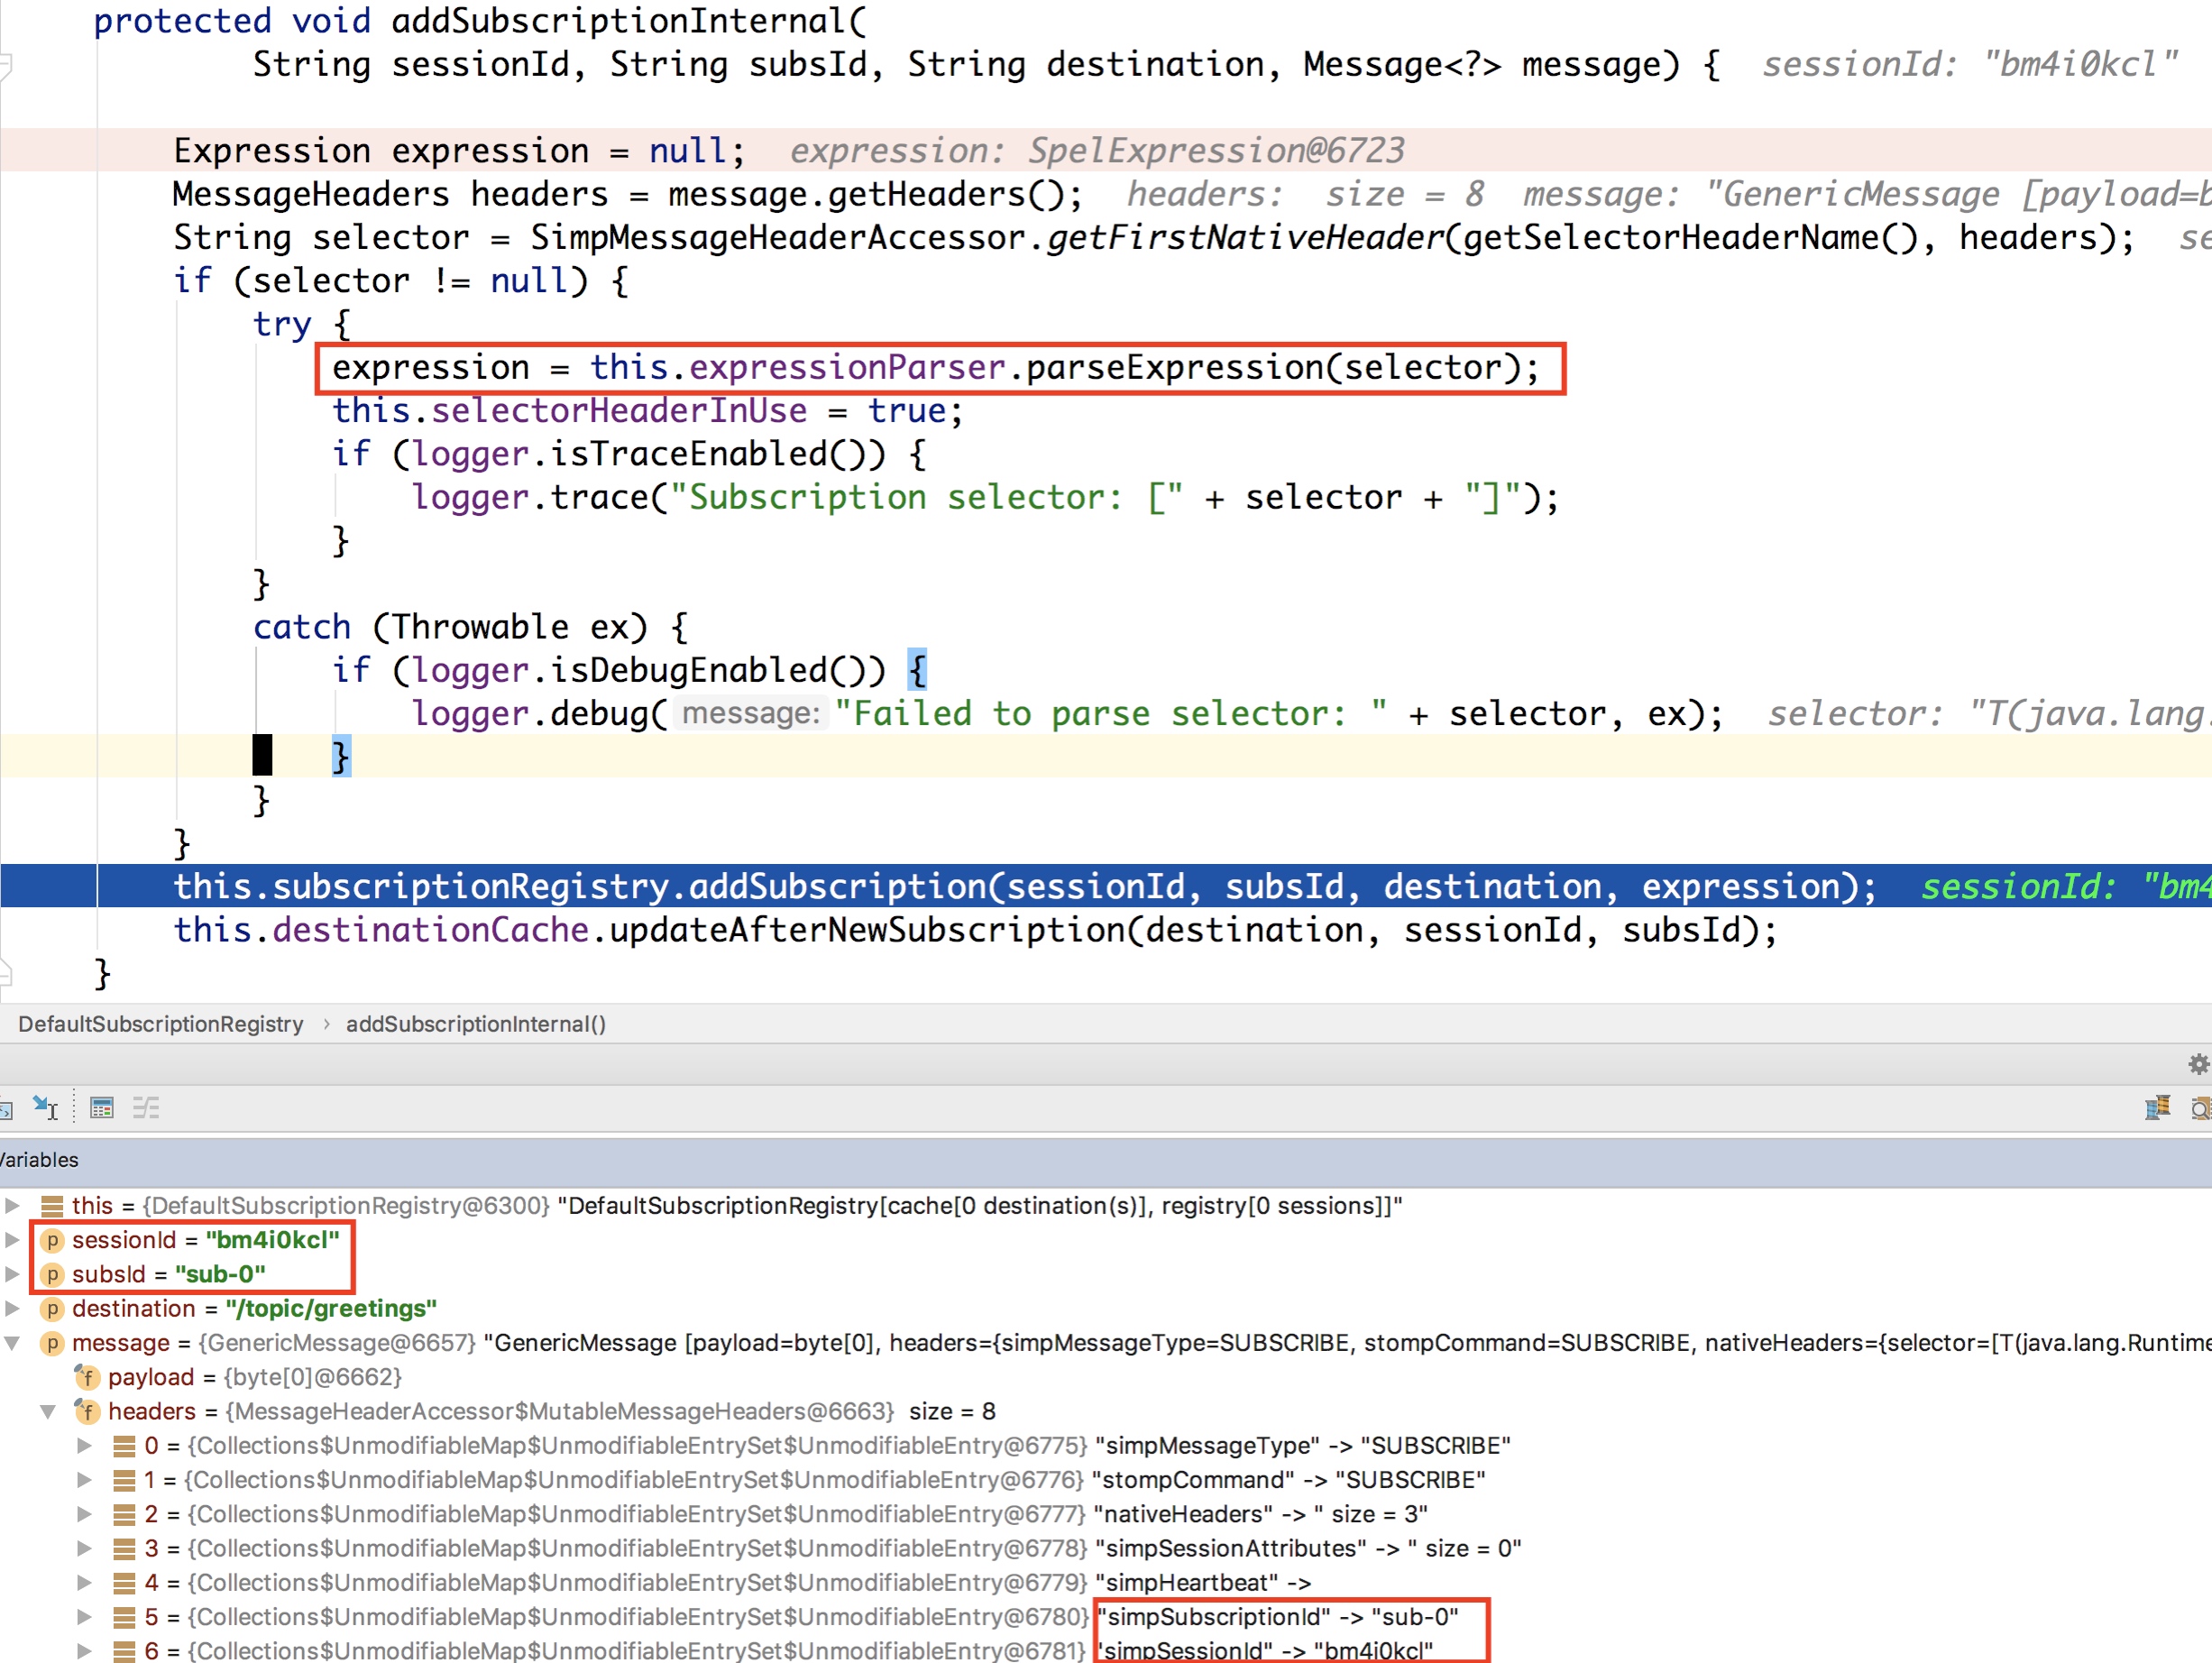 protected void addSubscriptionInternal(
String sessionId, String subsId, String destination, Message<?> message) {  sessionId: "bm4i0kcl"
Expression expression = null;  expression: SpelExpression@6723
MessageHeaders headers = message.getHeaders();  headers:  size = 8  message: "GenericMessage [payload=b
String selector = SimpMessageHeaderAccessor.getFirstNativeHeader(getSelectorHeaderName(), headers);  se
if (selector != null) {
try {
expression = this.expressionParser.parseExpression(selector);
this.selectorHeaderInUse = true;
if (logger.isTraceEnabled()) {
logger.trace("Subscription selector: [" + selector + "]");
}
}
catch (Throwable ex) {
if (logger.isDebugEnabled()) {
logger.debug( message: "Failed to parse selector: " + selector, ex);  selector: "T(java.lang.
}
}
}
this.subscriptionRegistry.addSubscription(sessionId, subsId, destination, expression);  sessionId: "bm4
this.destinationCache.updateAfterNewSubscription(destination, sessionId, subsId);
}
DefaultSubscriptionRegistry › addSubscriptionInternal()
Variables
this = {DefaultSubscriptionRegistry@6300} "DefaultSubscriptionRegistry[cache[0 destination(s)], registry[0 sessions]]"
p sessionId = "bm4i0kcl"
p subsId = "sub-0"
p destination = "/topic/greetings"
p message = {GenericMessage@6657} "GenericMessage [payload=byte[0], headers={simpMessageType=SUBSCRIBE, stompCommand=SUBSCRIBE, nativeHeaders={selector=[T(java.lang.Runtime
f payload = {byte[0]@6662}
f headers = {MessageHeaderAccessor$MutableMessageHeaders@6663}  size = 8
0 = {Collections$UnmodifiableMap$UnmodifiableEntrySet$UnmodifiableEntry@6775} "simpMessageType" -> "SUBSCRIBE"
1 = {Collections$UnmodifiableMap$UnmodifiableEntrySet$UnmodifiableEntry@6776} "stompCommand" -> "SUBSCRIBE"
2 = {Collections$UnmodifiableMap$UnmodifiableEntrySet$UnmodifiableEntry@6777} "nativeHeaders" -> " size = 3"
3 = {Collections$UnmodifiableMap$UnmodifiableEntrySet$UnmodifiableEntry@6778} "simpSessionAttributes" -> " size = 0"
4 = {Collections$UnmodifiableMap$UnmodifiableEntrySet$UnmodifiableEntry@6779} "simpHeartbeat" ->
5 = {Collections$UnmodifiableMap$UnmodifiableEntrySet$UnmodifiableEntry@6780} "simpSubscriptionId" -> "sub-0"
6 = {Collections$UnmodifiableMap$UnmodifiableEntrySet$UnmodifiableEntry@6781} "simpSessionId" -> "bm4i0kcl"